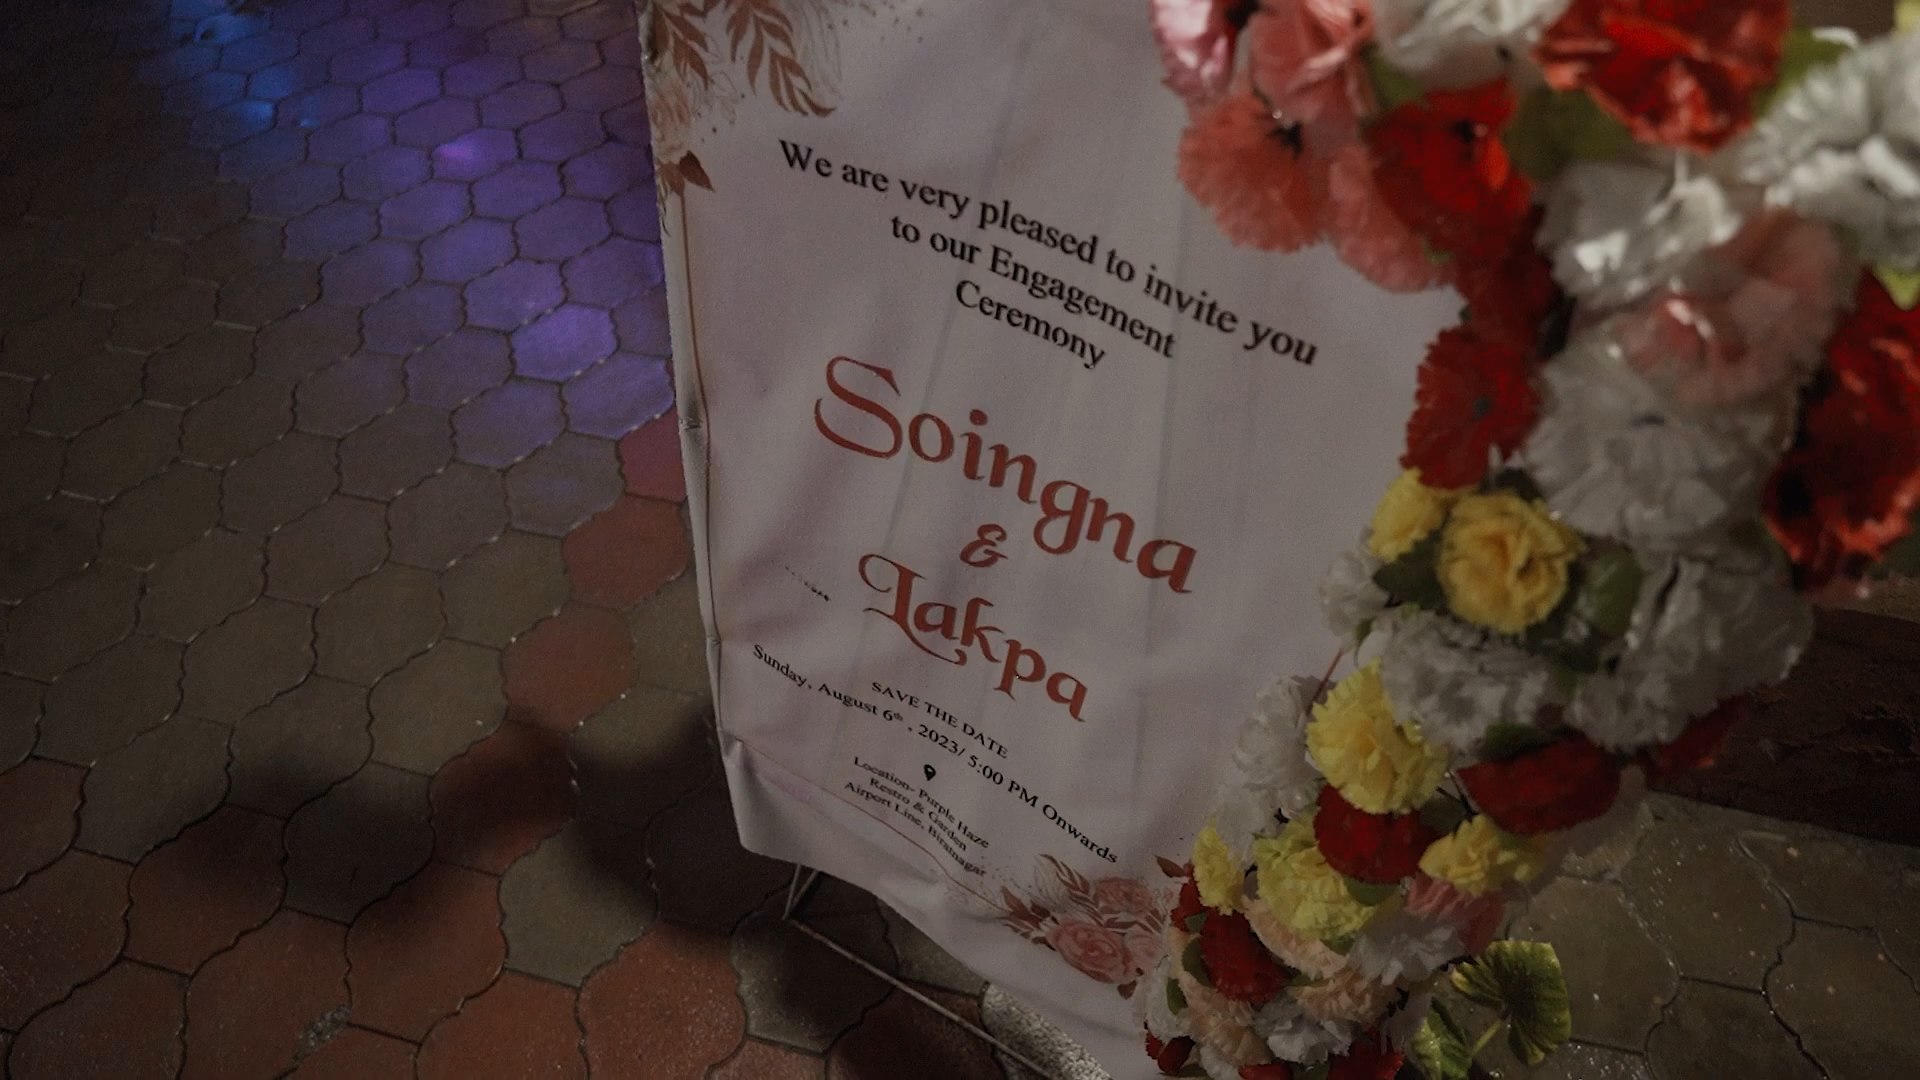 We are very pleased to invite you
to our Engagement
Ceremony
Soingna
&
Lakpa
SAVE THE DATE
Sunday, August 6th , 2023/ 5:00 PM Onwards
Location- Purple Haze
Restro & Garden
Airport Line, Biratnagar